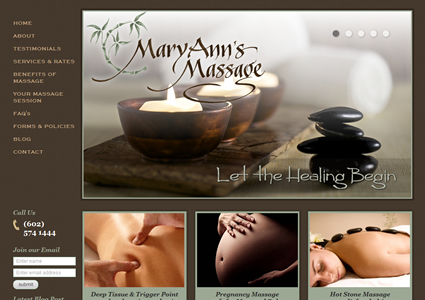 HOME
ABOUT
TESTIMONIALS
SERVICES & RATES
BENEFITS OF
MASSAGE
YOUR MASSAGE
SESSION
FAQ's
FORMS & POLICIES
BLOG
CONTACT
MaryAnn's
Massage
Let the Healing Begin
Call Us
(602)
574 1444
Join our Email
Enter name
Enter email address
submit
Latest Blog Post
Deep Tissue & Trigger Point
Pregnancy Massage
Hot Stone Massage